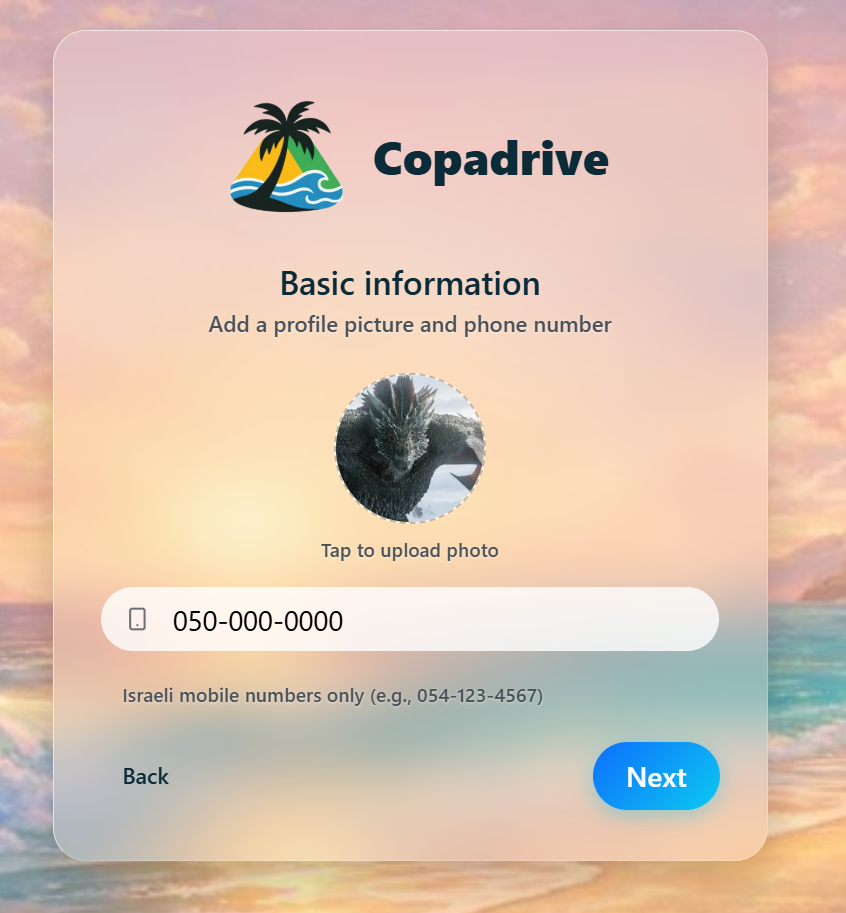 Copadrive
Basic information
Add a profile picture and phone number
Tap to upload photo
050-000-0000
Israeli mobile numbers only (e.g., 054-123-4567)
Back
Next